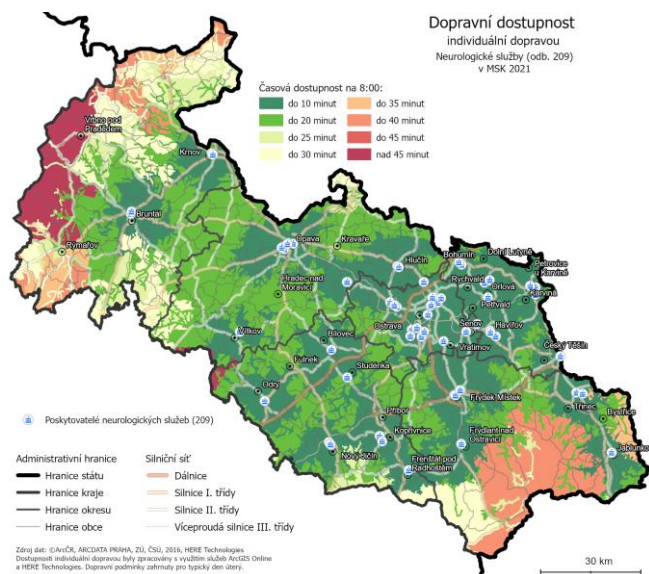 Dopravní dostupnost
individuální dopravou
Neurologické služby (odb. 209)
v MSK 2021
Časová dostupnost na 8:00:
do 10 minut
do 20 minut
do 25 minut
do 30 minut
do 35 minut
do 40 minut
do 45 minut
nad 45 minut
Vrbno pod
Pradědem
Krnov
Bruntál
Rýmařov
Opava
Kravaře
Hlučín
Bohumín
Dolní Lutyně
Petrovice
u Karviné
Rychvald
Orlová
Karviná
Petřvald
Hradec nad
Moravicí
Ostrava
Šenov
Havířov
Vratimov
Český Těšín
Vítkov
Bílovec
Fulnek
Studénka
Odry
Příbor
Frýdek-Místek
Třinec
Bystřice
Kopřivnice
Frýdlant nad
Ostravicí
Nový Jičín
Frenštát pod
Radhoštěm
Jablunkov
Poskytovatelé neurologických služeb (209)
Administrativní hranice
Hranice státu
Hranice kraje
Hranice okresu
Hranice obce
Silniční síť
Dálnice
Silnice I. třídy
Silnice II. třídy
Víceproudá silnice III. třídy
Zdroj dat: ©ArcČR, ARCDATA PRAHA, ZÚ, ČSÚ, 2016, HERE Technologies
Dostupnosti individuální dopravou byly zpracovány s využitím služeb ArcGIS Online
a HERE Technologies. Dopravní podmínky zahrnuty pro typický den úterý.
30 km